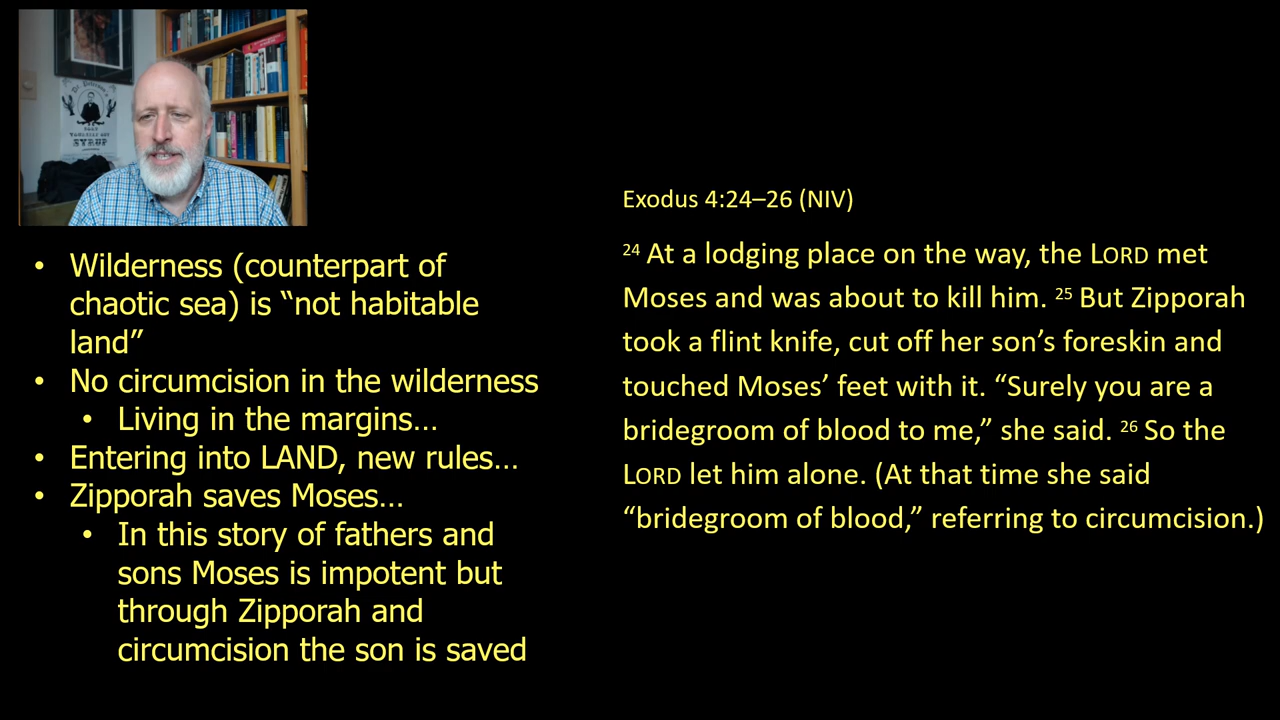 SYRUP
• Wilderness (counterpart of
chaotic sea) is “not habitable
land”
• No circumcision in the wilderness
• Living in the margins…
• Entering into LAND, new rules…
• Zipporah saves Moses…
• In this story of fathers and
sons Moses is impotent but
through Zipporah and
circumcision the son is saved
Exodus 4:24–26 (NIV)
24 At a lodging place on the way, the LORD met
Moses and was about to kill him. 25 But Zipporah
took a flint knife, cut off her son’s foreskin and
touched Moses’ feet with it. “Surely you are a
bridegroom of blood to me,” she said. 26 So the
LORD let him alone. (At that time she said
“bridegroom of blood,” referring to circumcision.)